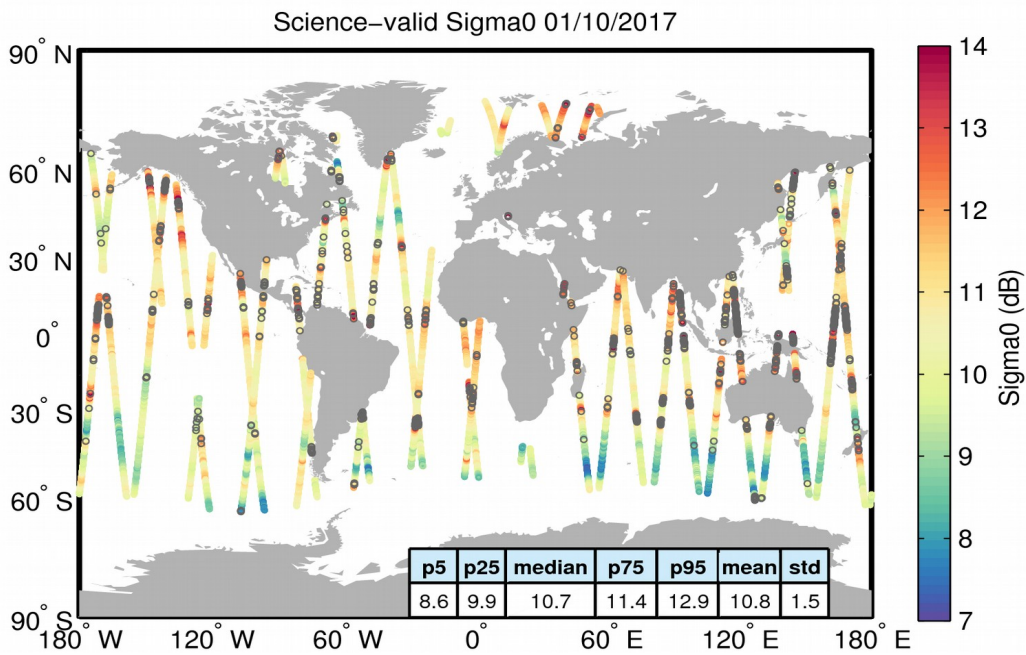 Science−valid Sigma0 01/10/2017
90° N
60° N
30° N
0°
30° S
60° S
90° S
180° W
120° W
60° W
0°
60° E
120° E
180° E
p5 p25 median p75 p95 mean std
8.6 9.9 10.7 11.4 12.9 10.8 1.5
14
13
12
11
10
9
8
7
Sigma0 (dB)